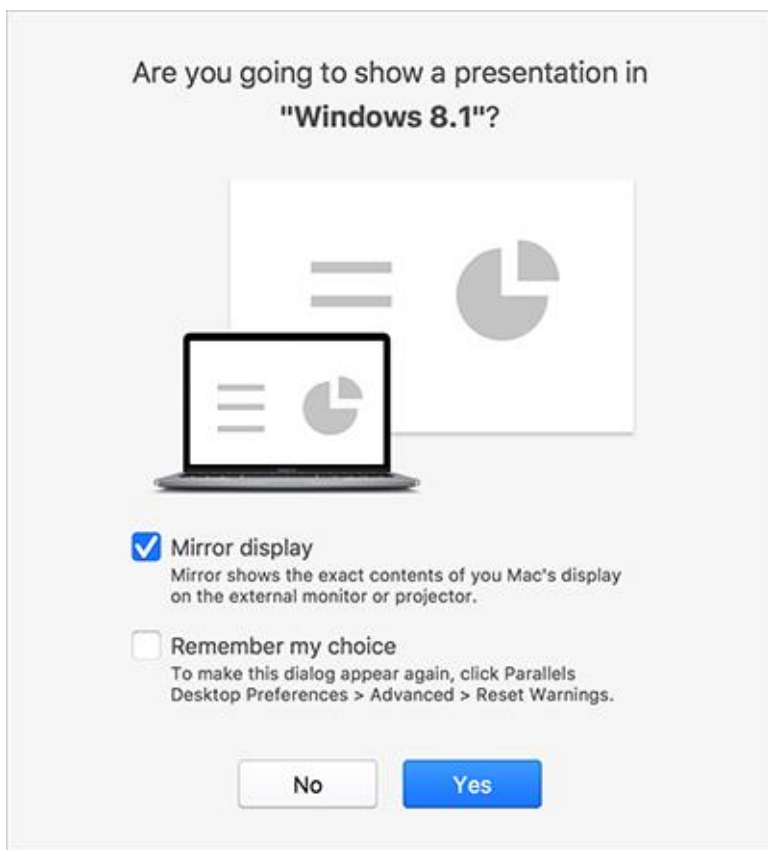 Are you going to show a presentation in
"Windows 8.1"?
Mirror display
Mirror shows the exact contents of you Mac's display
on the external monitor or projector.
Remember my choice
To make this dialog appear again, click Parallels
Desktop Preferences > Advanced > Reset Warnings.
No
Yes